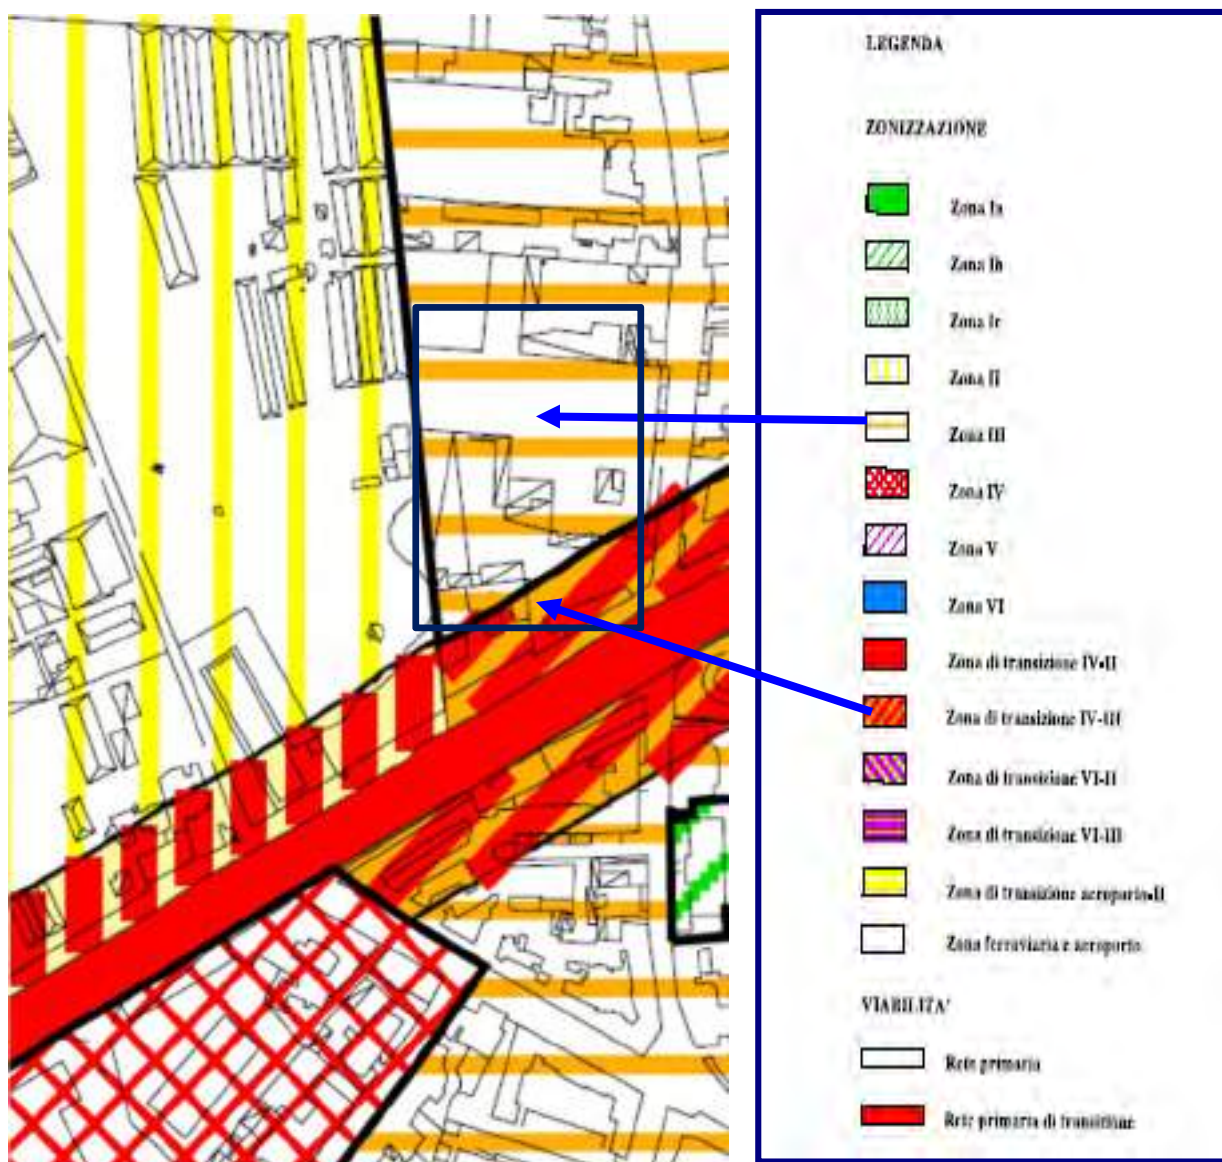 LEGENDA
ZONIZZAZIONE
Zona Ia
Zona Ib
Zona Ic
Zona II
Zona III
Zona IV
Zona V
Zona VI
Zona di transizione IV-II
Zona di transizione IV-III
Zona di transizione VI-II
Zona di transizione VI-III
Zona di transizione aeroporto-II
Zona ferroviaria e aeroporto
VIABILITA'
Rete primaria
Rete primaria di transizione